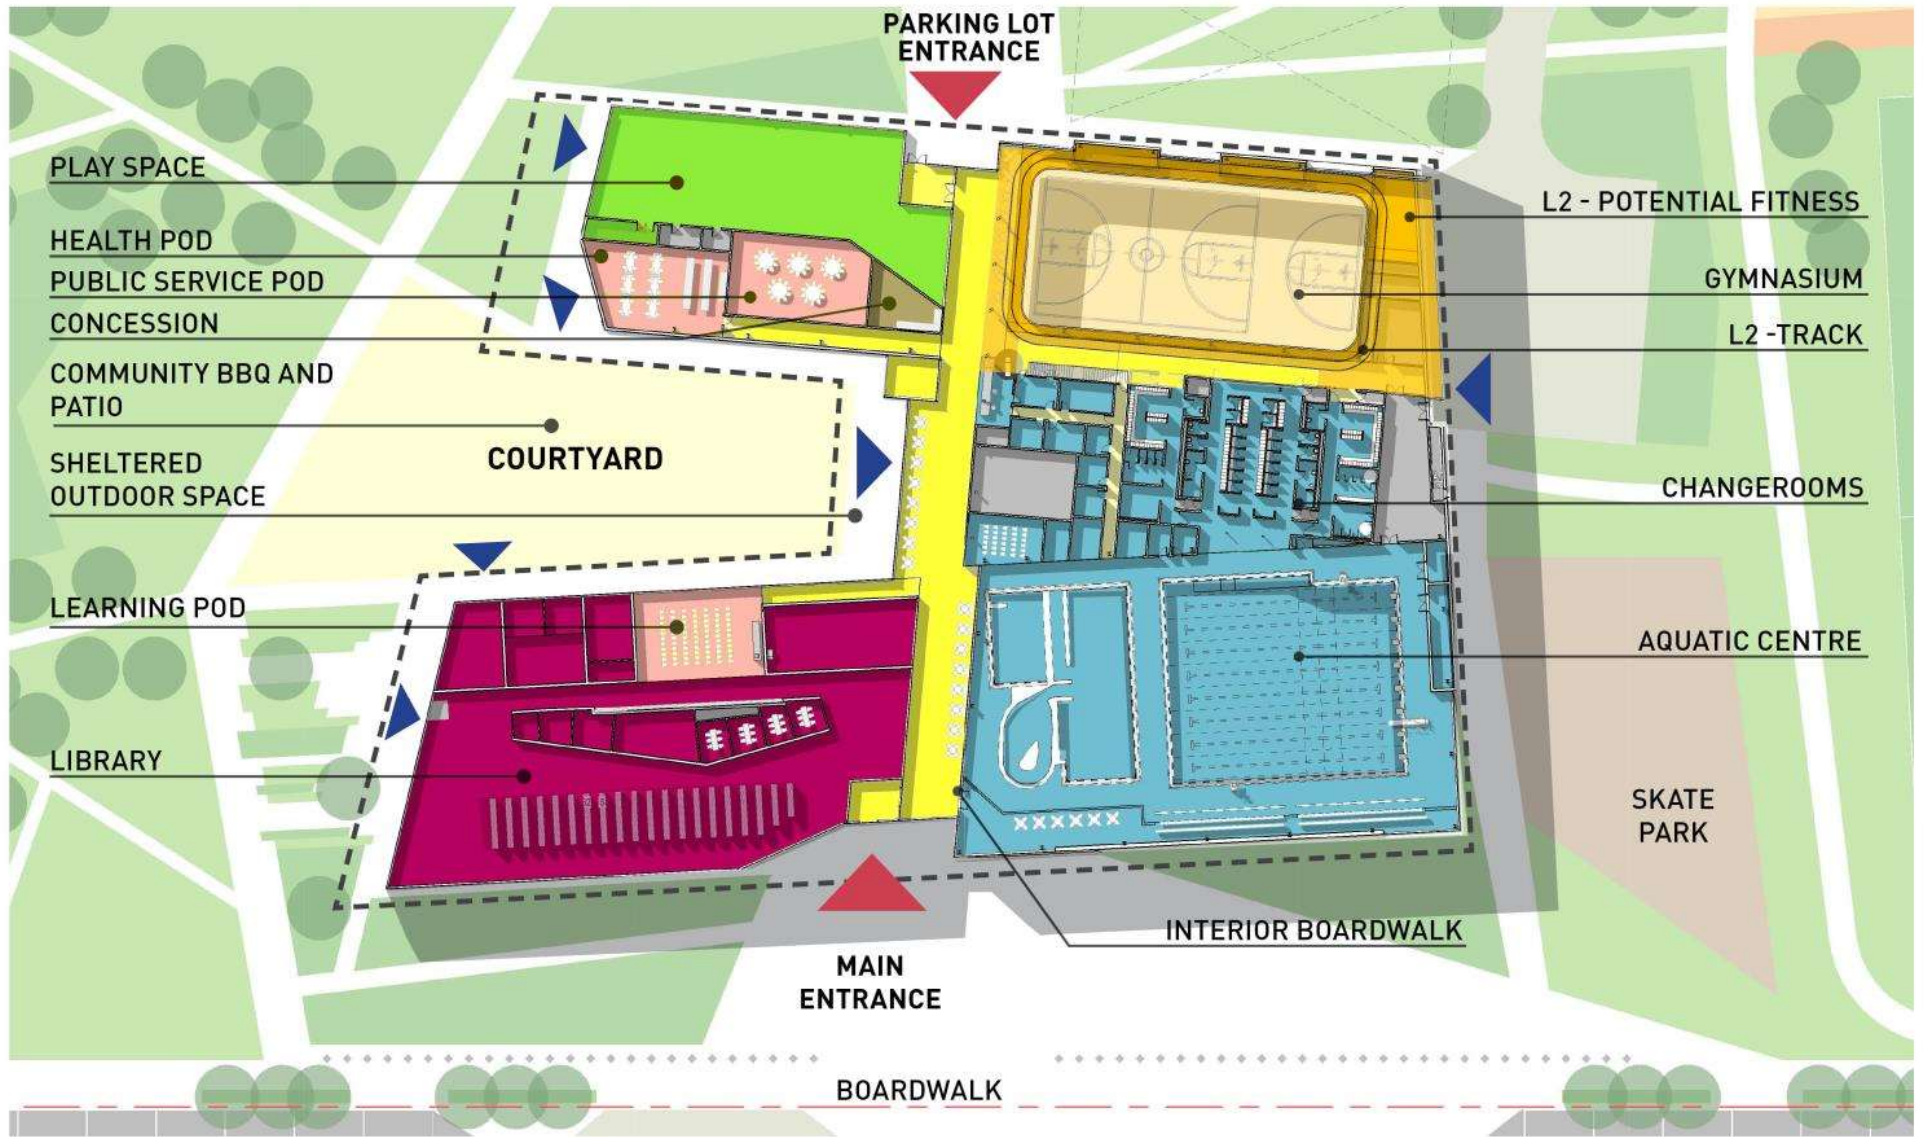 PARKING LOT
ENTRANCE
PLAY SPACE
HEALTH POD
PUBLIC SERVICE POD
CONCESSION
COMMUNITY BBQ AND
PATIO
SHELTERED
OUTDOOR SPACE
LEARNING POD
LIBRARY
COURTYARD
L2 - POTENTIAL FITNESS
GYMNASIUM
L2 -TRACK
CHANGEROOMS
AQUATIC CENTRE
SKATE
PARK
INTERIOR BOARDWALK
MAIN
ENTRANCE
BOARDWALK